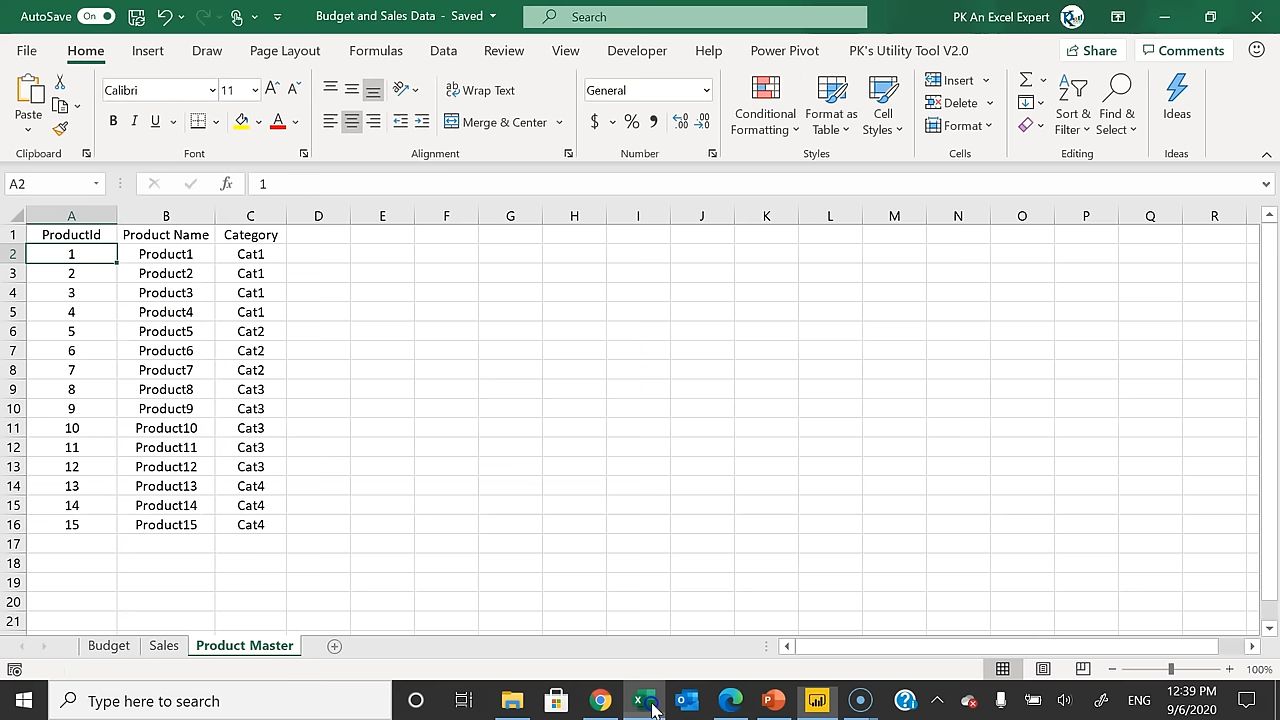 AutoSave On Budget and Sales Data - Saved Search PK An Excel Expert
File Home Insert Draw Page Layout Formulas Data Review View Developer Help Power Pivot PK's Utility Tool V2.0 Share Comments
Paste
Calibri 11
B I U
Wrap Text
Merge & Center
General
$ %
Conditional Formatting
Format as Table
Cell Styles
Insert
Delete
Format
Sort & Filter
Find & Select
Ideas
Clipboard Font Alignment Number Styles Cells Editing Ideas
A2 fx 1
A B C D E F G H I J K L M N O P Q R
1 ProductId Product Name Category
2 1 Product1 Cat1
3 2 Product2 Cat1
4 3 Product3 Cat1
5 4 Product4 Cat1
6 5 Product5 Cat2
7 6 Product6 Cat2
8 7 Product7 Cat2
9 8 Product8 Cat3
10 9 Product9 Cat3
11 10 Product10 Cat3
12 11 Product11 Cat3
13 12 Product12 Cat3
14 13 Product13 Cat4
15 14 Product14 Cat4
16 15 Product15 Cat4
17
18
19
20
21
Budget Sales Product Master
100%
Type here to search ENG 12:39 PM
9/6/2020